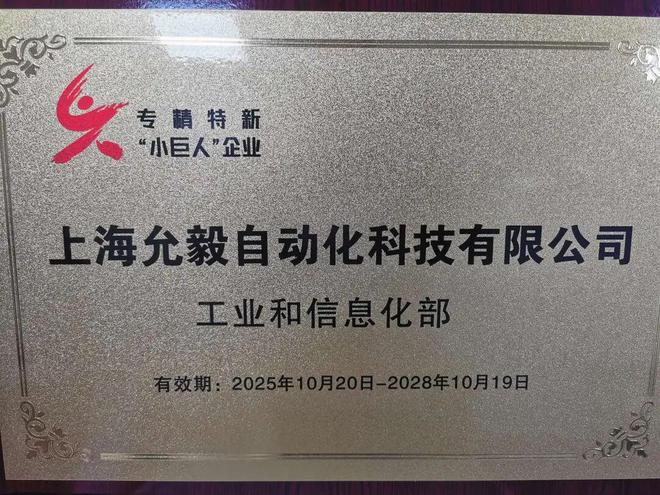 专精特新
“小巨人”企业
上海允毅自动化科技有限公司
工业和信息化部
有效期：2025年10月20日-2028年10月19日